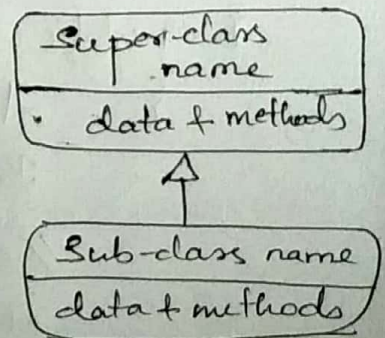 Super-class
name
data + methods
Sub-class name
data + methods